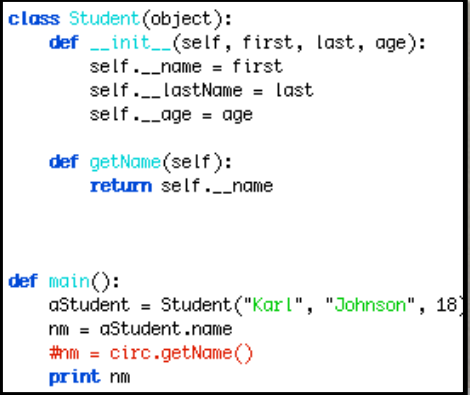 class Student(object):
    def __init__(self, first, last, age):
        self.__name = first
        self.__lastName = last
        self.__age = age

    def getName(self):
        return self.__name

def main():
    aStudent = Student("Karl", "Johnson", 18)
    nm = aStudent.name
    #nm = circ.getName()
    print nm